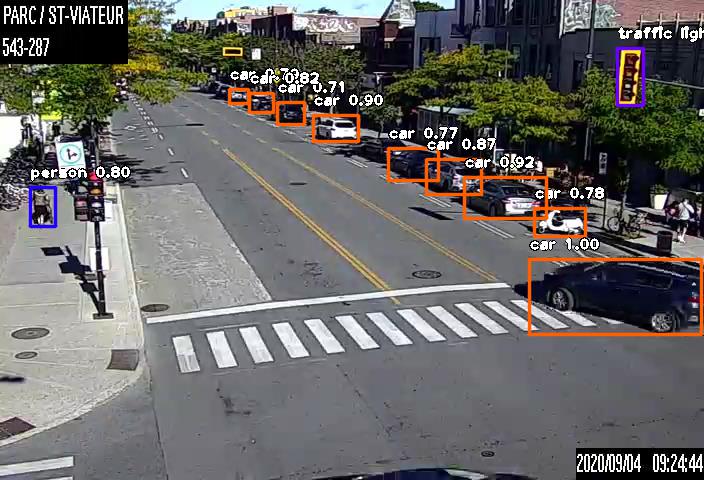 PARC / ST-VIATEUR
543-287
traffic ligh
car 0.82
car 0.71
car 0.90
car 0.77
car 0.87
car 0.92
person 0.80
car 0.78
car 1.00
2020/09/04 09:24:44